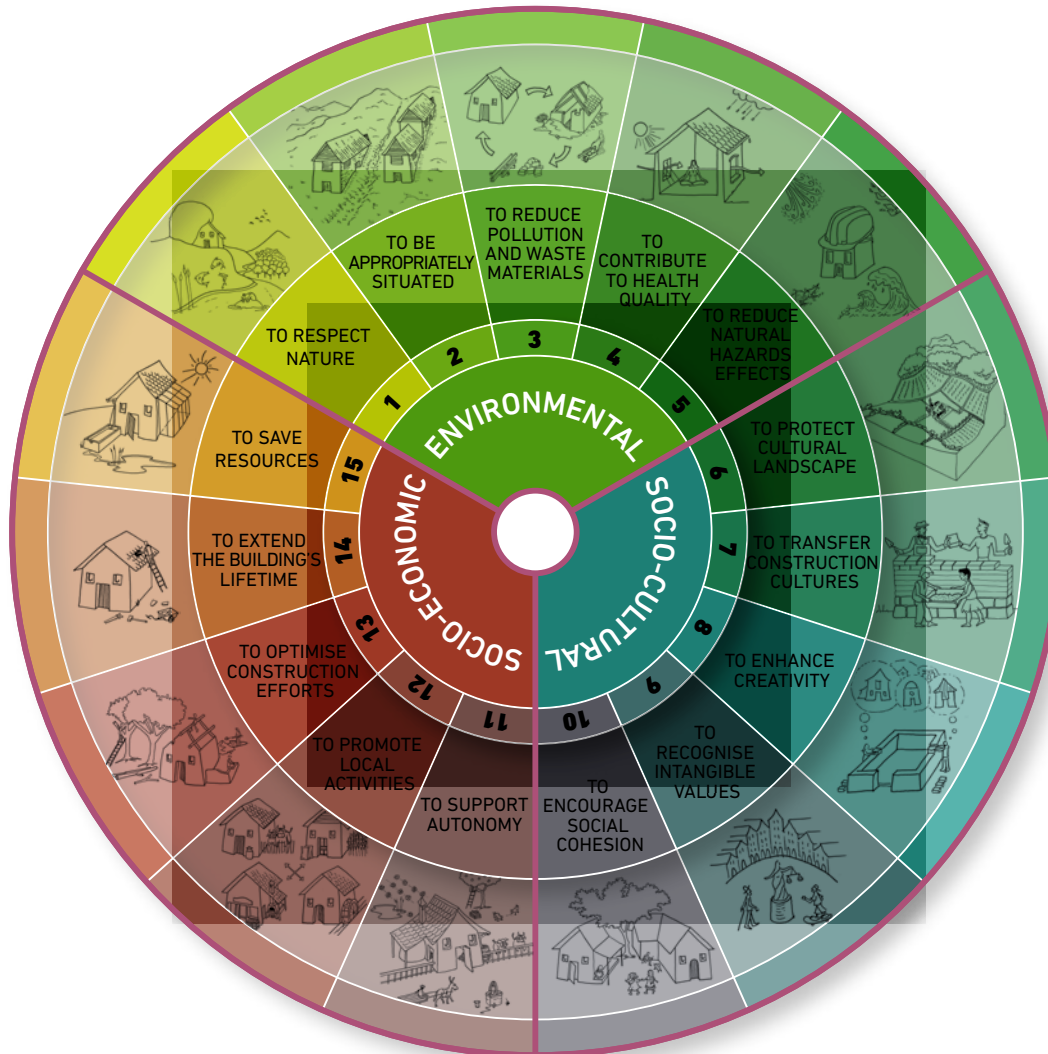 ENVIRONMENTAL
SOCIO-CULTURAL
SOCIO-ECONOMIC
1
TO RESPECT
NATURE
2
TO BE
APPROPRIATELY
SITUATED
3
TO REDUCE
POLLUTION
AND WASTE
MATERIALS
4
TO
CONTRIBUTE
TO HEALTH
QUALITY
5
TO REDUCE
NATURAL
HAZARDS
EFFECTS
6
TO PROTECT
CULTURAL
LANDSCAPE
7
TO TRANSFER
CONSTRUCTION
CULTURES
8
TO ENHANCE
CREATIVITY
9
TO
RECOGNISE
INTANGIBLE
VALUES
10
TO
ENCOURAGE
SOCIAL
COHESION
11
TO SUPPORT
AUTONOMY
12
TO PROMOTE
LOCAL
ACTIVITIES
13
TO OPTIMISE
CONSTRUCTION
EFFORTS
14
TO EXTEND
THE BUILDING'S
LIFETIME
15
TO SAVE
RESOURCES